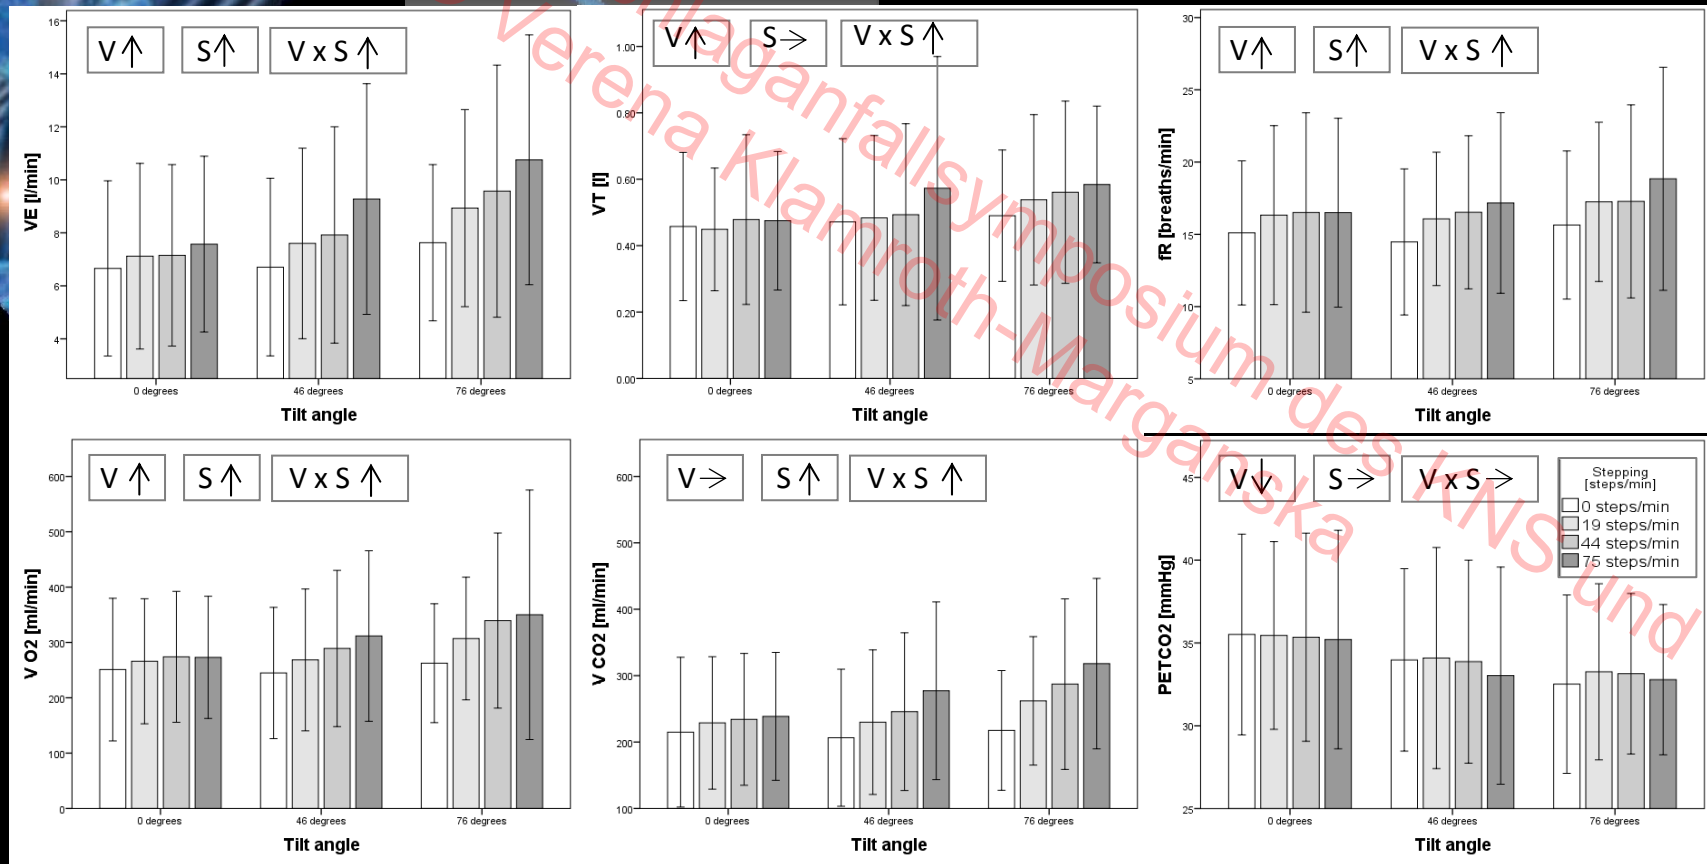 V ↑ S ↑ V x S ↑
16
14
12
10
8
6
4
VE [l/min]
0 degrees 46 degrees 76 degrees
Tilt angle
V ↑ S → V x S ↑
1.00
0.80
0.60
0.40
0.20
0.00
VT [l]
0 degrees 46 degrees 76 degrees
Tilt angle
V ↑ S ↑ V x S ↑
30
25
20
15
10
5
fR [breaths/min]
0 degrees 46 degrees 76 degrees
Tilt angle
V ↑ S ↑ V x S ↑
600
500
400
300
200
100
0
V O2 [ml/min]
0 degrees 46 degrees 76 degrees
Tilt angle
V → S ↑ V x S ↑
600
500
400
300
200
100
V CO2 [ml/min]
0 degrees 46 degrees 76 degrees
Tilt angle
V ↓ S → V x S →
45
40
35
30
25
PETCO2 [mmHg]
0 degrees 46 degrees 76 degrees
Tilt angle
Stepping
[steps/min]
0 steps/min
19 steps/min
44 steps/min
75 steps/min
laganfallsymposium des KNS und
Verena Klamroth-Marganska